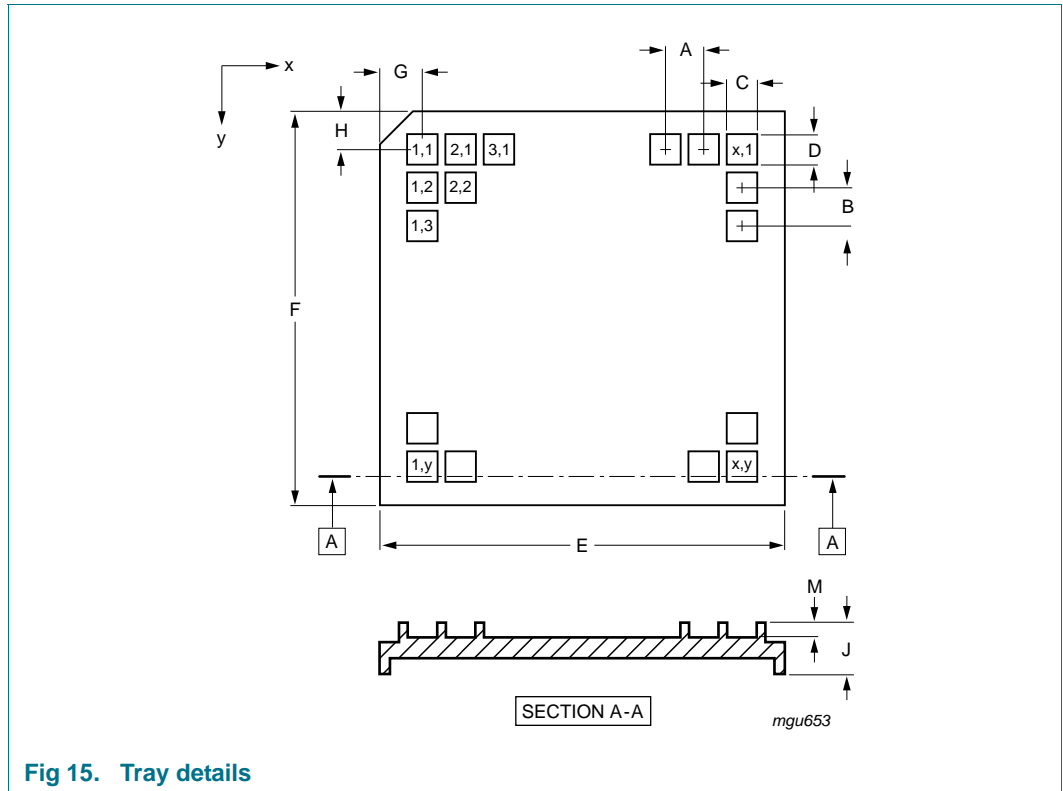 x
y
G
A
C
H
1,1 2,1 3,1
x,1
D
1,2 2,2
B
1,3
F
1,y
x,y
A
E
A
M
J
SECTION A-A
mgu653
Fig 15. Tray details